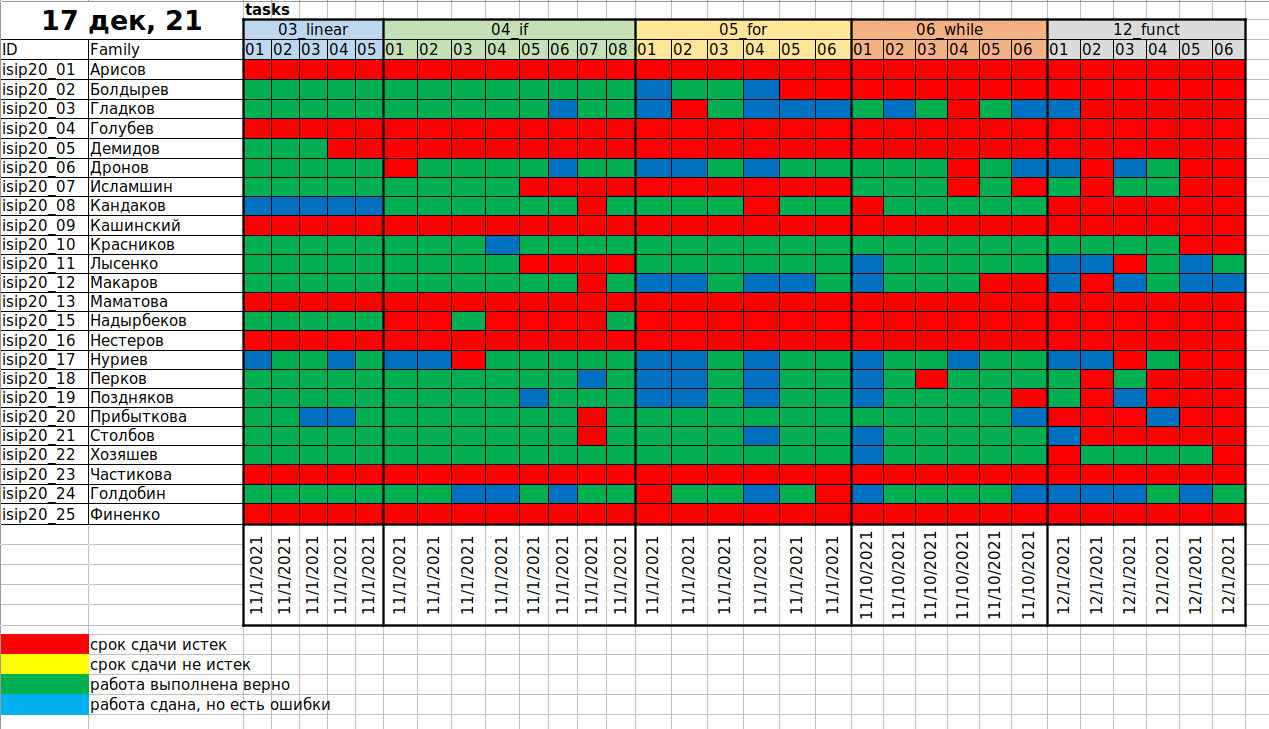 17 дек, 21 tasks
03_linear 04_if 05_for 06_while 12_funct
ID Family 01 02 03 04 05 01 02 03 04 05 06 07 08 01 02 03 04 05 06 01 02 03 04 05 06 01 02 03 04 05 06
isip20_01 Арисов
isip20_02 Болдырев
isip20_03 Гладков
isip20_04 Голубев
isip20_05 Демидов
isip20_06 Дронов
isip20_07 Исламшин
isip20_08 Кандаков
isip20_09 Кашинский
isip20_10 Красников
isip20_11 Лысенко
isip20_12 Макаров
isip20_13 Маматова
isip20_15 Надырбеков
isip20_16 Нестеров
isip20_17 Нуриев
isip20_18 Перков
isip20_19 Поздняков
isip20_20 Прибыткова
isip20_21 Столбов
isip20_22 Хозяшев
isip20_23 Частикова
isip20_24 Голдобин
isip20_25 Финенко
11/1/2021 11/1/2021 11/1/2021 11/1/2021 11/1/2021 11/1/2021 11/1/2021 11/1/2021 11/1/2021 11/1/2021 11/1/2021 11/1/2021 11/1/2021 11/1/2021 11/1/2021 11/1/2021 11/1/2021 11/1/2021 11/1/2021 11/10/2021 11/10/2021 11/10/2021 11/10/2021 11/10/2021 11/10/2021 12/1/2021 12/1/2021 12/1/2021 12/1/2021 12/1/2021 12/1/2021
срок сдачи истек
срок сдачи не истек
работа выполнена верно
работа сдана, но есть ошибки